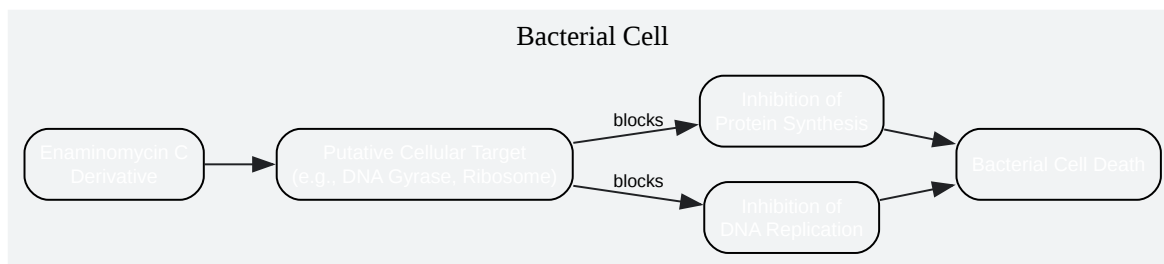 Bacterial Cell
Enaminomycin C
Derivative
Putative Cellular Target
(e.g., DNA Gyrase, Ribosome)
blocks
blocks
Inhibition of
Protein Synthesis
Inhibition of
DNA Replication
Bacterial Cell Death